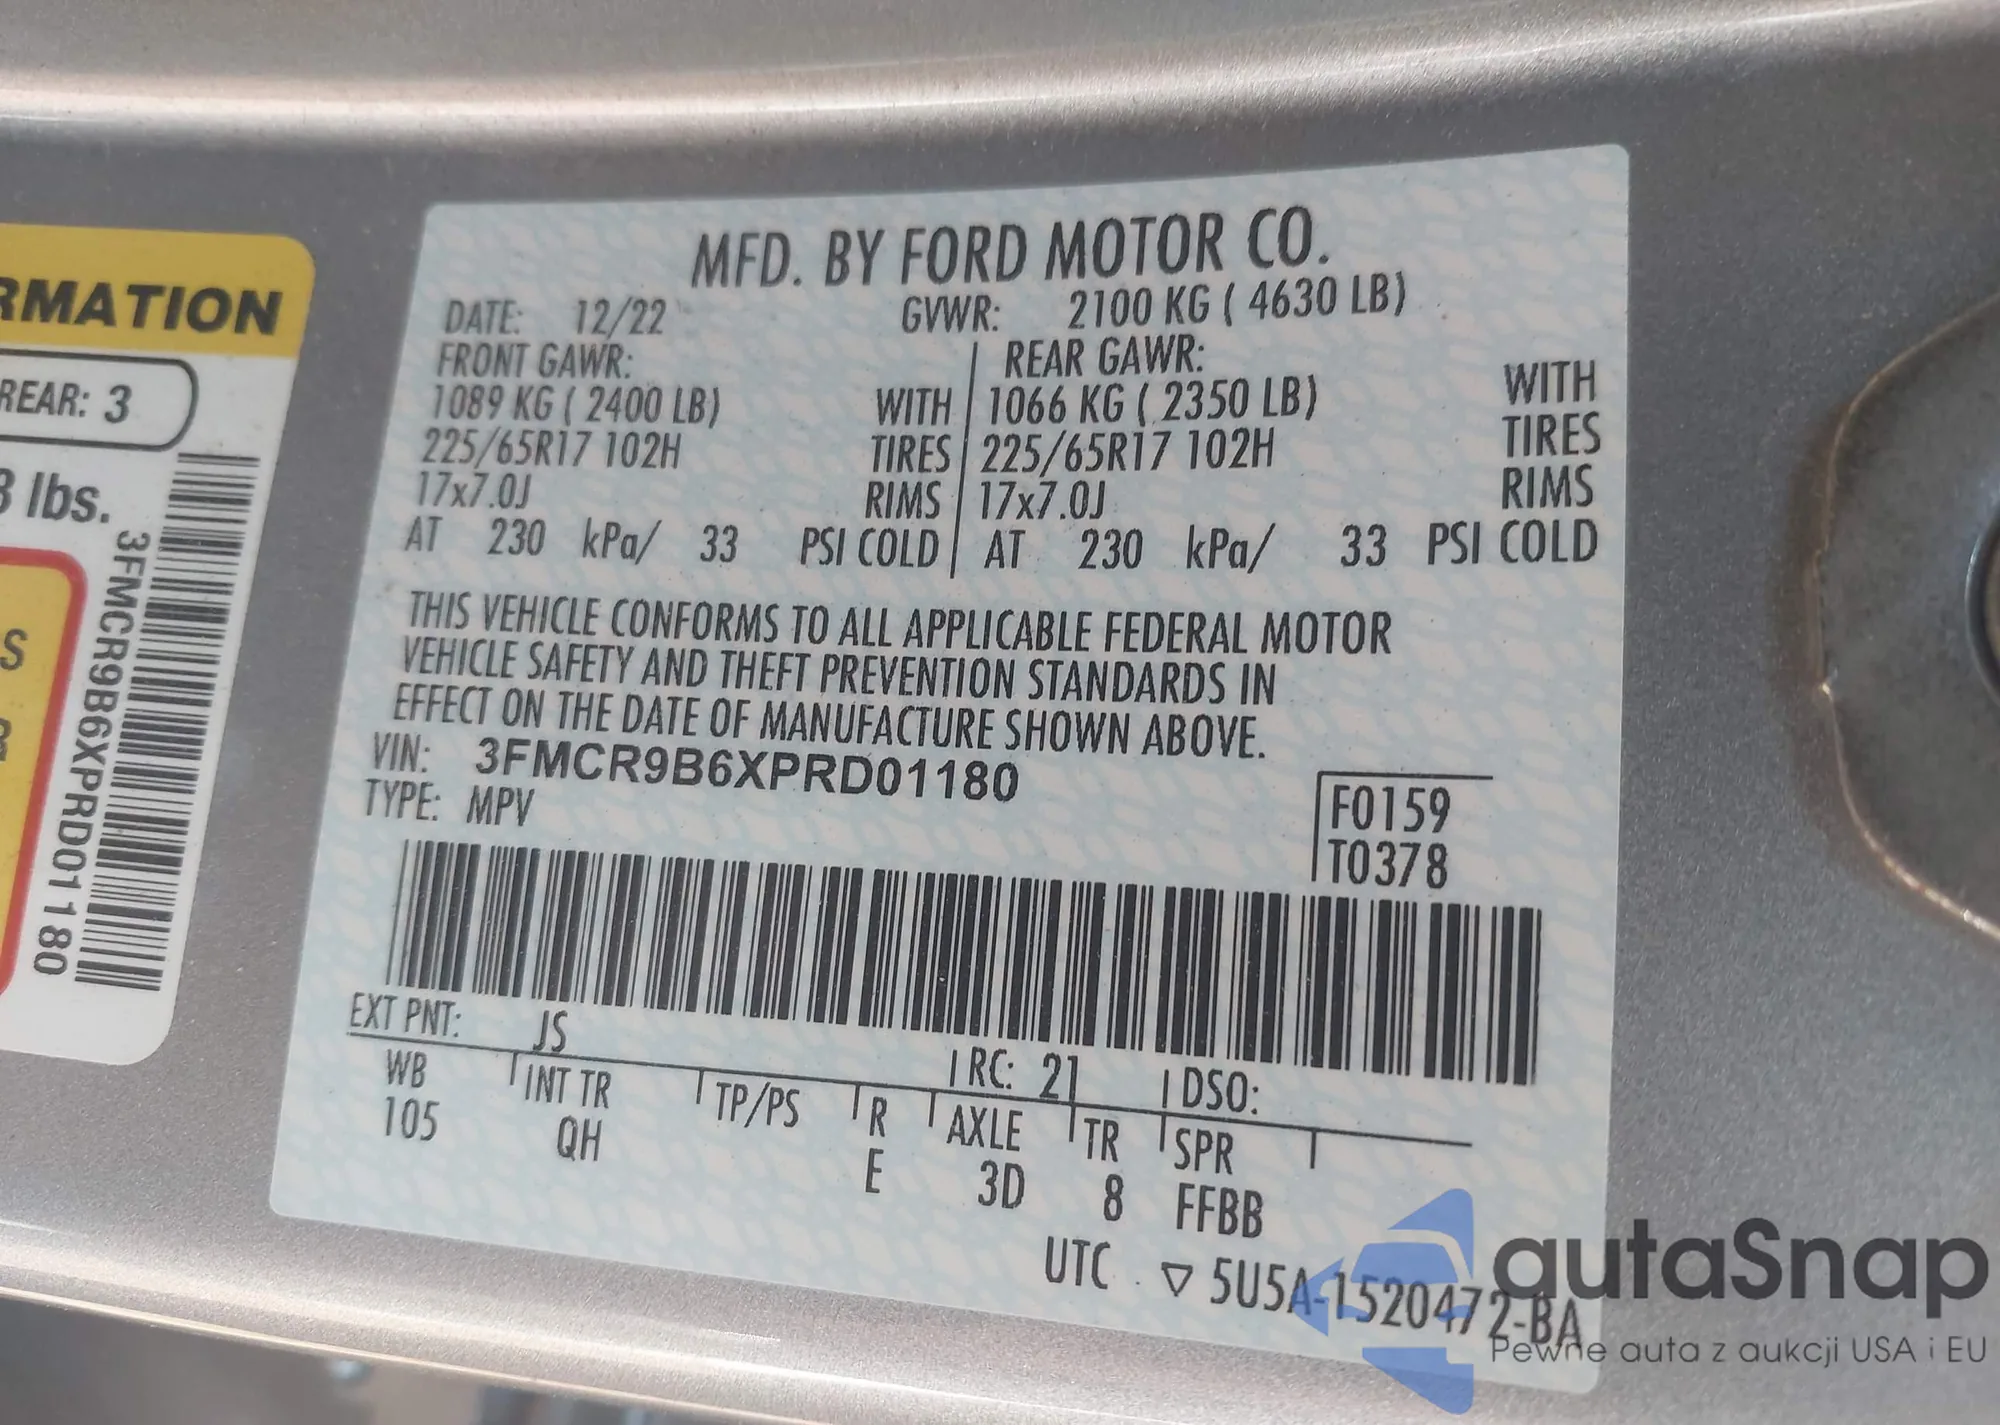 RMATION
REAR: 3
lbs.
3FMCR9B6XPRD01180
S
MFD. BY FORD MOTOR CO.
DATE: 12/22 GVWR: 2100 KG ( 4630 LB)
FRONT GAWR: REAR GAWR:
1089 KG ( 2400 LB) WITH 1066 KG ( 2350 LB) WITH
225/65R17 102H TIRES 225/65R17 102H TIRES
17x7.0J RIMS 17x7.0J RIMS
AT 230 kPa/ 33 PSI COLD AT 230 kPa/ 33 PSI COLD
THIS VEHICLE CONFORMS TO ALL APPLICABLE FEDERAL MOTOR
VEHICLE SAFETY AND THEFT PREVENTION STANDARDS IN
EFFECT ON THE DATE OF MANUFACTURE SHOWN ABOVE.
VIN: 3FMCR9B6XPRD01180
TYPE: MPV
F0159
T0378
EXT PNT: JS RC: 21 DSO:
WB INT TR TP/PS R AXLE TR SPR
105 QH E 3D 8 FFBB
UTC ▽ 5U5A-1520472-BA
autaSnap
Pewne auta z aukcji USA i EU